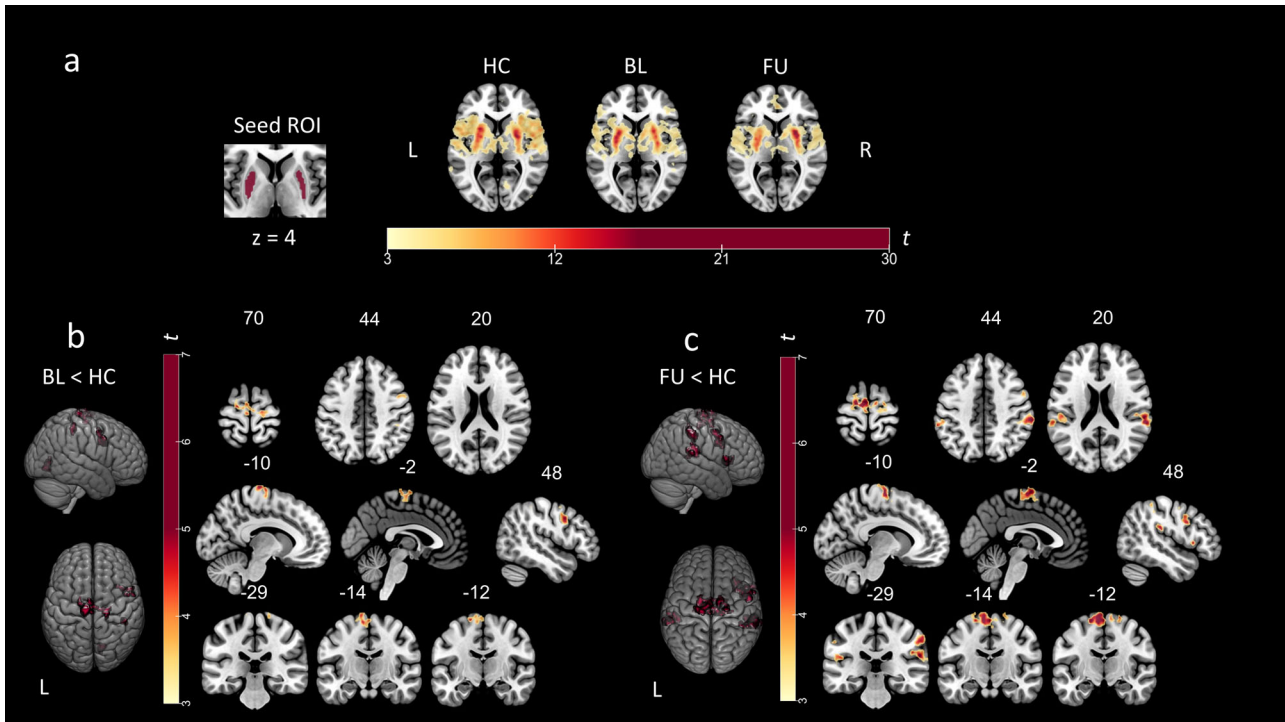 a
HC BL FU
Seed ROI
L R
z = 4
t
3 12 21 30
b
BL < HC
t
7
6
5
4
3
70 44 20
-10 -2 48
-29 -14 -12
L
c
FU < HC
t
7
6
5
4
3
70 44 20
-10 -2 48
-29 -14 -12
L